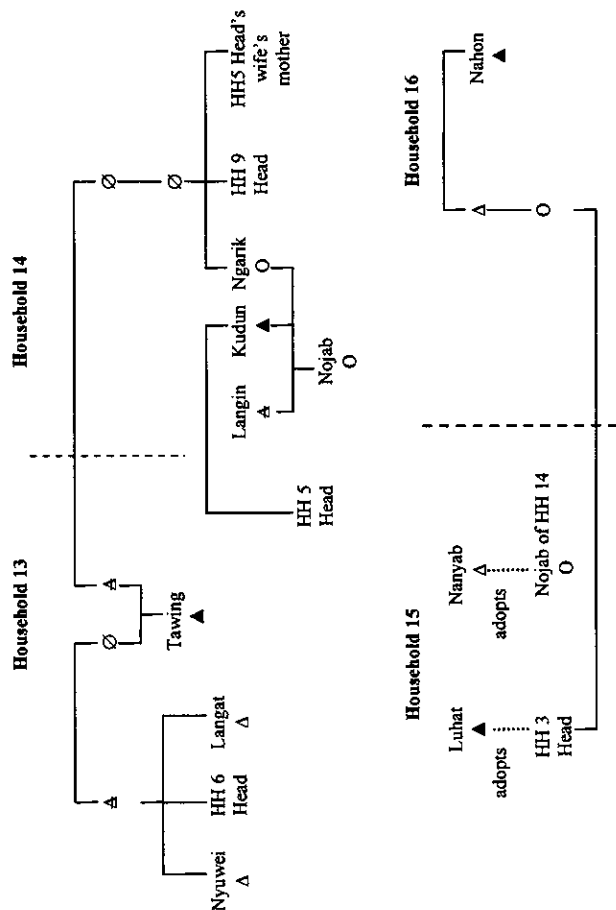 Household 13
Household 14
Tawing
HH5 Head's
wife's
mother
HH 9
Head
Ngarik
Kudun
Langin
Nojab
HH 5
Head
Langat
HH 6
Head
Nyuwei
Household 15
Household 16
Luhat
adopts
HH 3
Head
Nanyab
adopts
Nojab of HH 14
Nahon